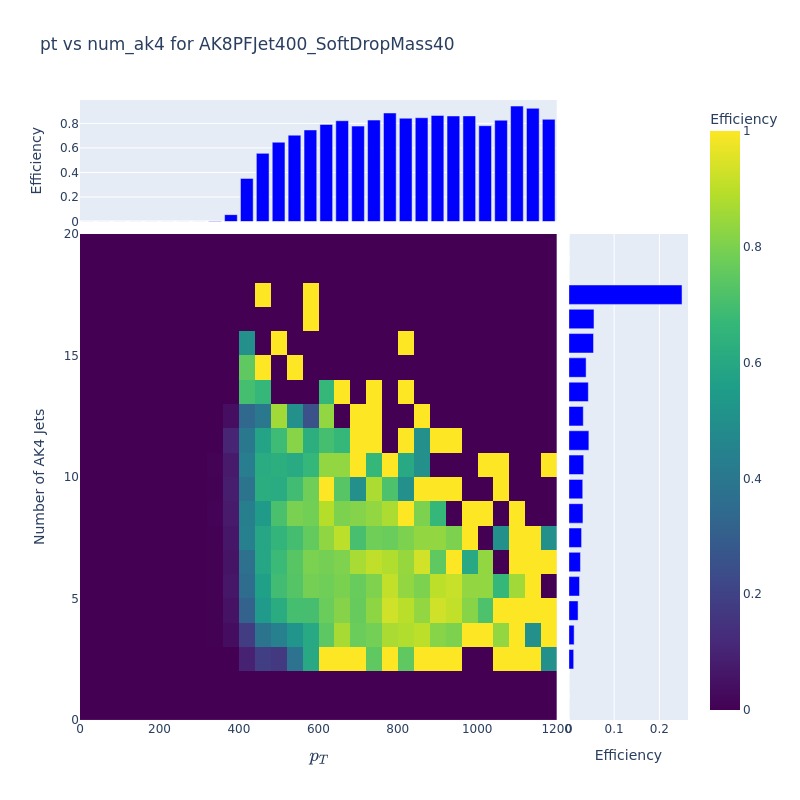 pt vs num_ak4 for AK8PFJet400_SoftDropMass40
Efficiency
0.8
0.6
0.4
0.2
0
Efficiency
1
0.8
0.6
0.4
0.2
0
Number of AK4 Jets
20
15
10
5
0
0 200 400 600 800 1000 1200
p_T
0 0.1 0.2
Efficiency